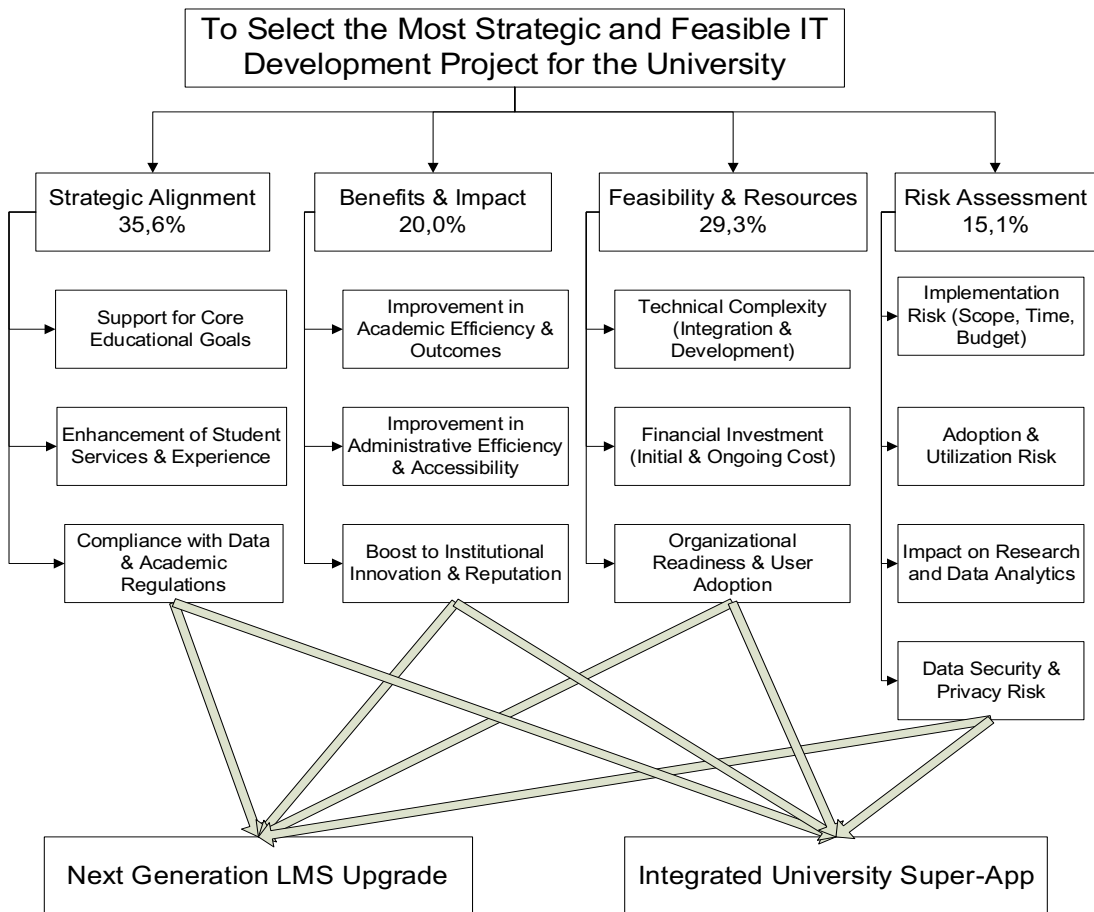 To Select the Most Strategic and Feasible IT
Development Project for the University
Strategic Alignment
35,6%
Benefits & Impact
20,0%
Feasibility & Resources
29,3%
Risk Assessment
15,1%
Support for Core
Educational Goals
Enhancement of Student
Services & Experience
Compliance with Data
& Academic
Regulations
Improvement in
Academic Efficiency &
Outcomes
Improvement in
Administrative Efficiency
& Accessibility
Boost to Institutional
Innovation & Reputation
Technical Complexity
(Integration &
Development)
Financial Investment
(Initial & Ongoing Cost)
Organizational
Readiness & User
Adoption
Implementation
Risk (Scope, Time,
Budget)
Adoption &
Utilization Risk
Impact on Research
and Data Analytics
Data Security &
Privacy Risk
Next Generation LMS Upgrade
Integrated University Super-App